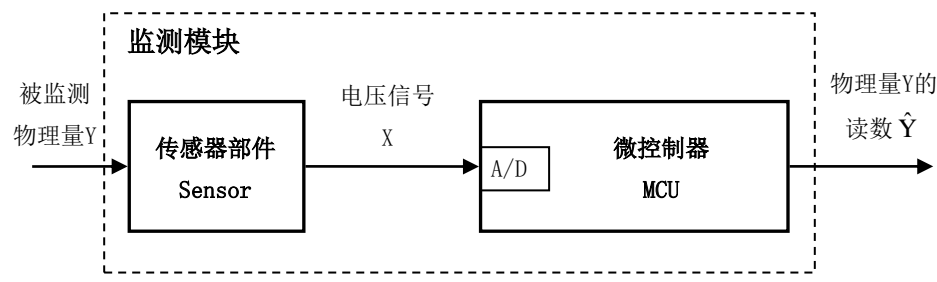 监测模块
被监测
物理量Y
传感器部件
Sensor
电压信号
X
A/D
微控制器
MCU
物理量Y的
读数 Ŷ